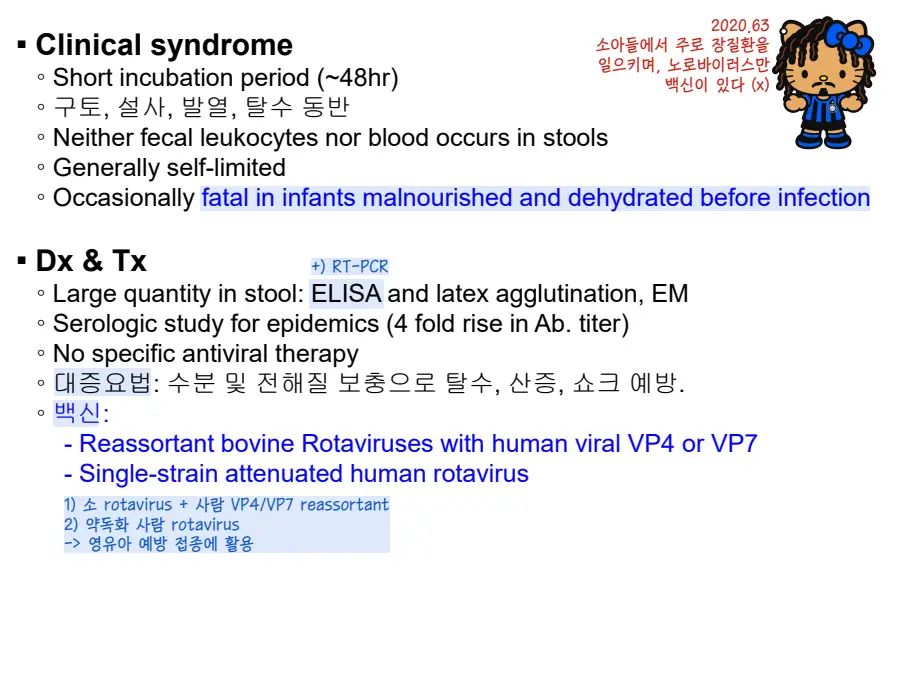 2020.63
소아들에서 주로 장질환을
일으키며, 노로바이러스만
백신이 있다 (x)
▪ Clinical syndrome
◦ Short incubation period (~48hr)
◦ 구토, 설사, 발열, 탈수 동반
◦ Neither fecal leukocytes nor blood occurs in stools
◦ Generally self-limited
◦ Occasionally fatal in infants malnourished and dehydrated before infection
▪ Dx & Tx
+) RT-PCR
◦ Large quantity in stool: ELISA and latex agglutination, EM
◦ Serologic study for epidemics (4 fold rise in Ab. titer)
◦ No specific antiviral therapy
◦ 대증요법: 수분 및 전해질 보충으로 탈수, 산증, 쇼크 예방.
◦ 백신:
- Reassortant bovine Rotaviruses with human viral VP4 or VP7
- Single-strain attenuated human rotavirus
1) 소 rotavirus + 사람 VP4/VP7 reassortant
2) 약독화 사람 rotavirus
-> 영유아 예방 접종에 활용